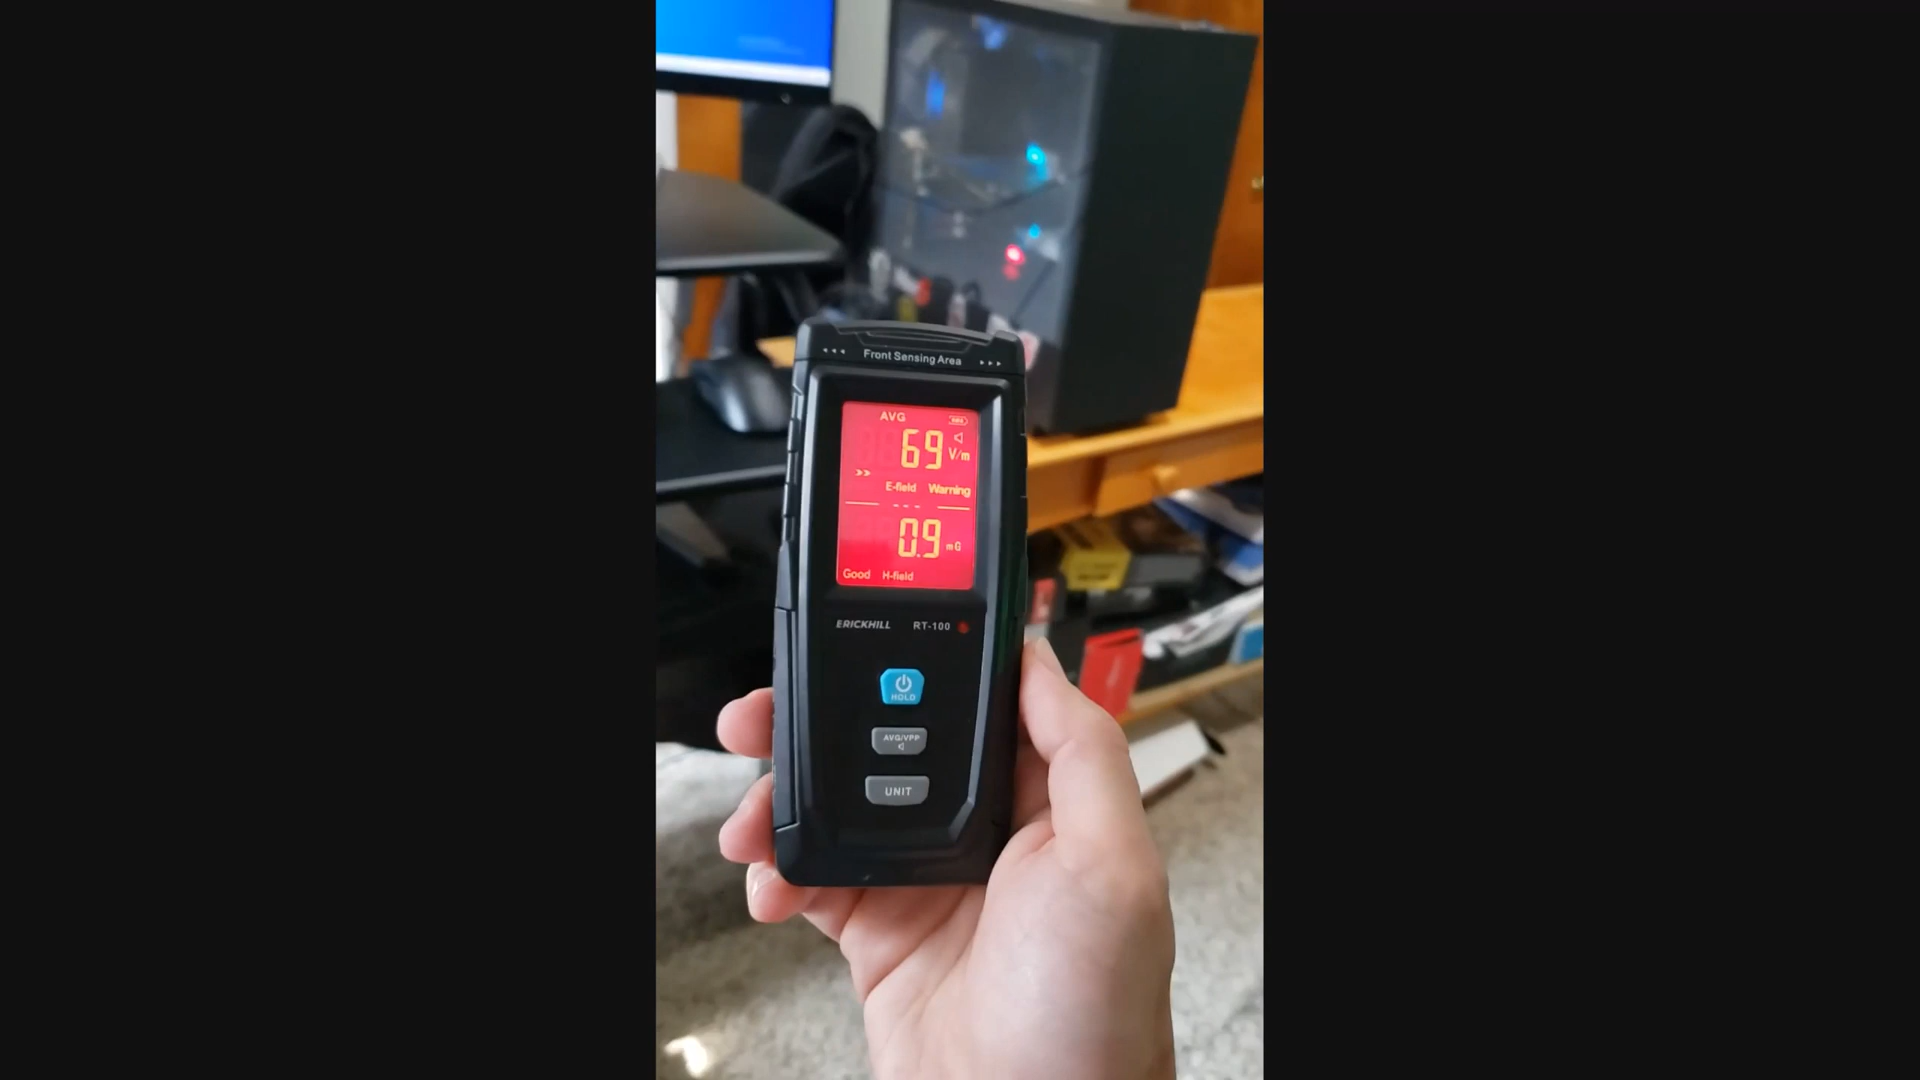 Front Sensing Area
AVG
69 V/m
E-field Warning
0.9 mG
Good H-field
ERICKHILL RT-100
HOLD
AVG/VPP
UNIT